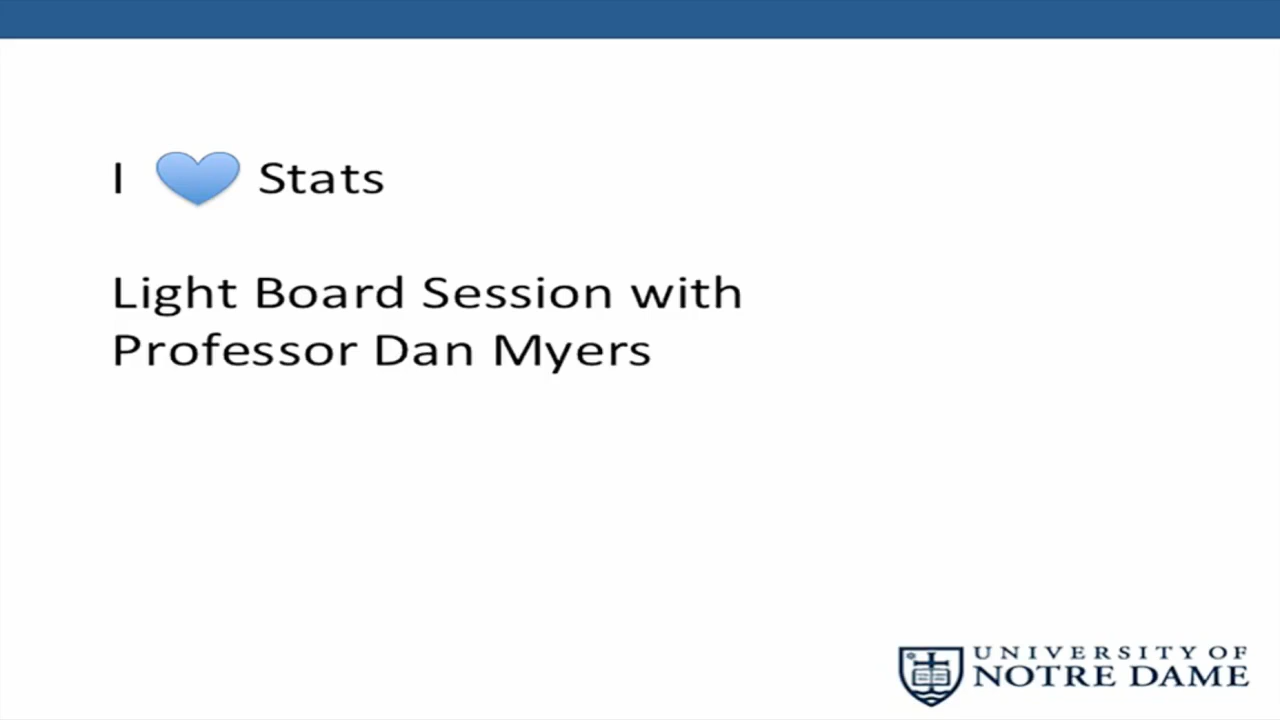 I Stats
Light Board Session with
Professor Dan Myers
UNIVERSITY OF
NOTRE DAME